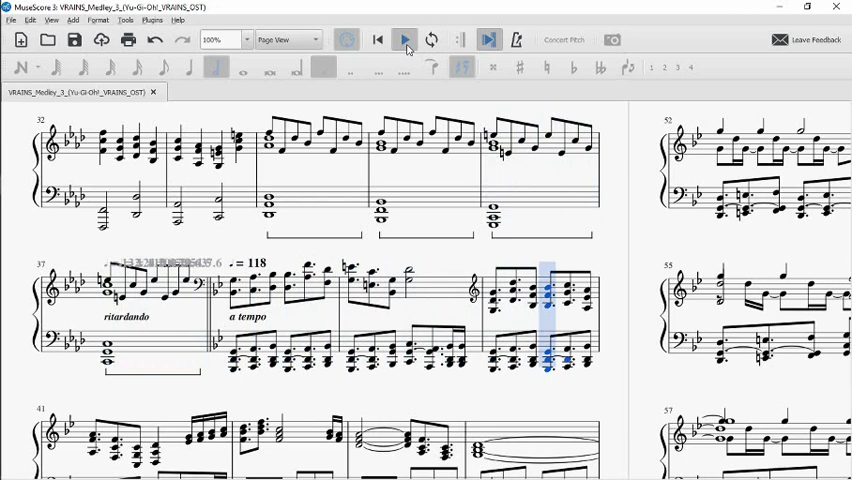 MuseScore 3: VRAINS_Medley_3_(Yu-Gi-Oh!_VRAINS_OST)
File Edit View Add Format Tools Plugins Help
100% Page View Concert Pitch Leave Feedback
1 2 3 4
VRAINS_Medley_3_(Yu-Gi-Oh!_VRAINS_OST)
32
52
37
= 118
ritardando
a tempo
55
41
57